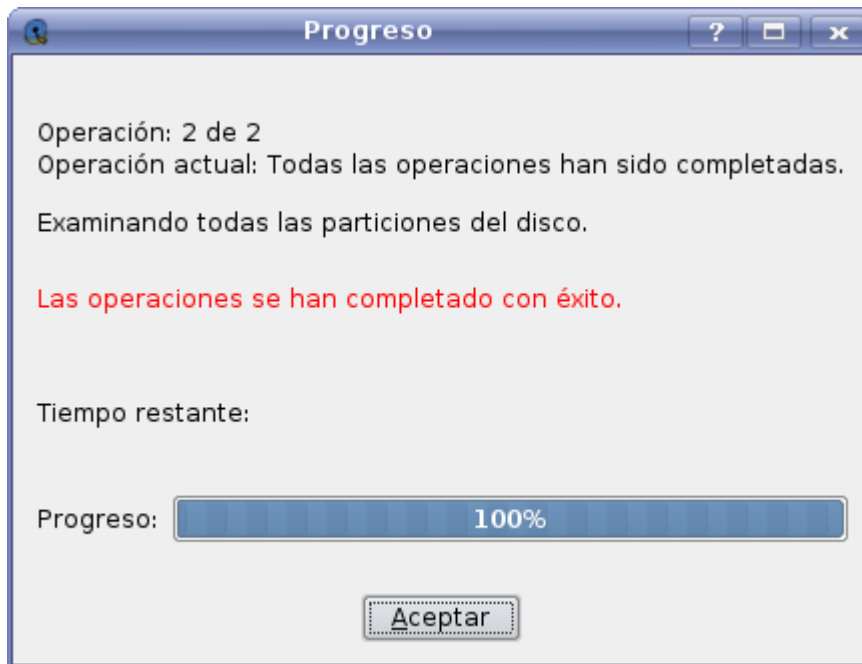 Progreso
Operación: 2 de 2
Operación actual: Todas las operaciones han sido completadas.
Examinando todas las particiones del disco.
Las operaciones se han completado con éxito.
Tiempo restante:
Progreso: 100%
Aceptar